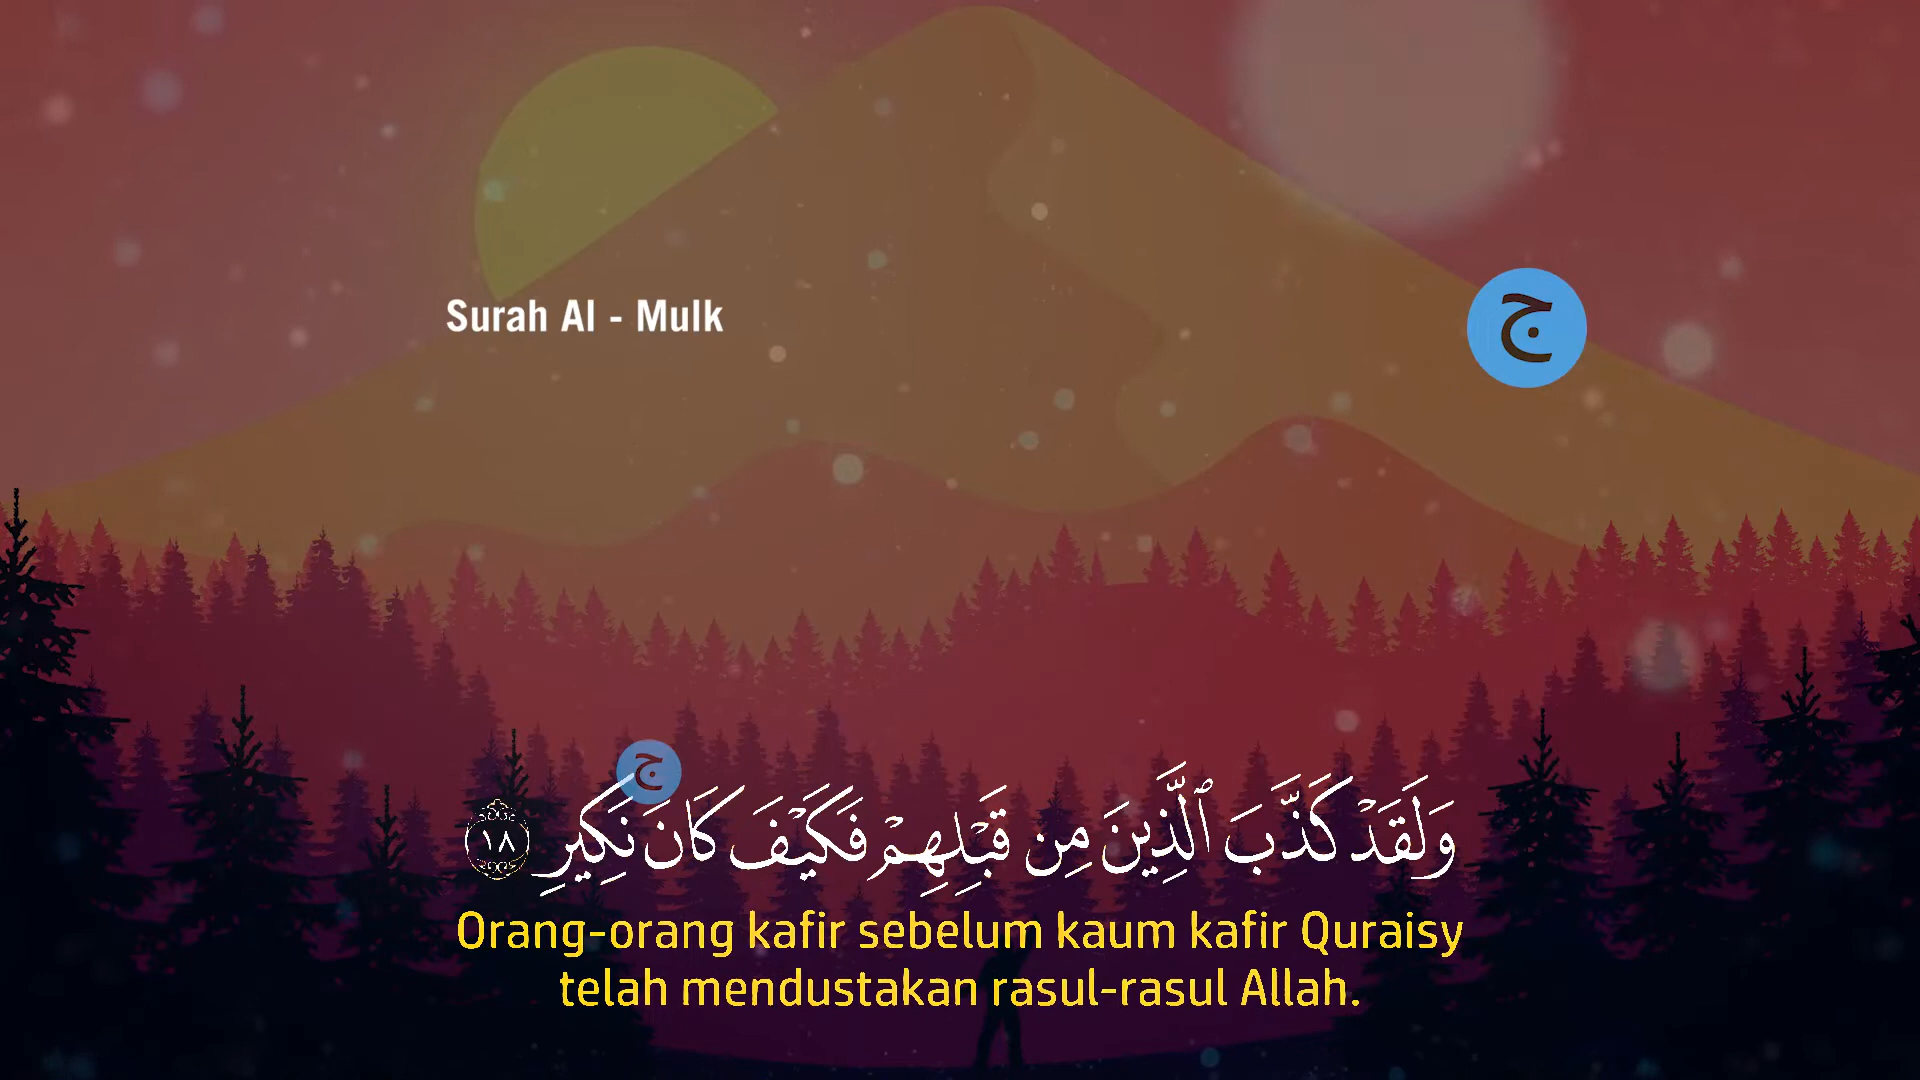 Surah Al - Mulk
ج
ج
وَلَقَدْ كَذَّبَ ٱلَّذِينَ مِن قَبْلِهِمْ فَكَيْفَ كَانَ نَكِيرِ ١٨
Orang-orang kafir sebelum kaum kafir Quraisy
telah mendustakan rasul-rasul Allah.